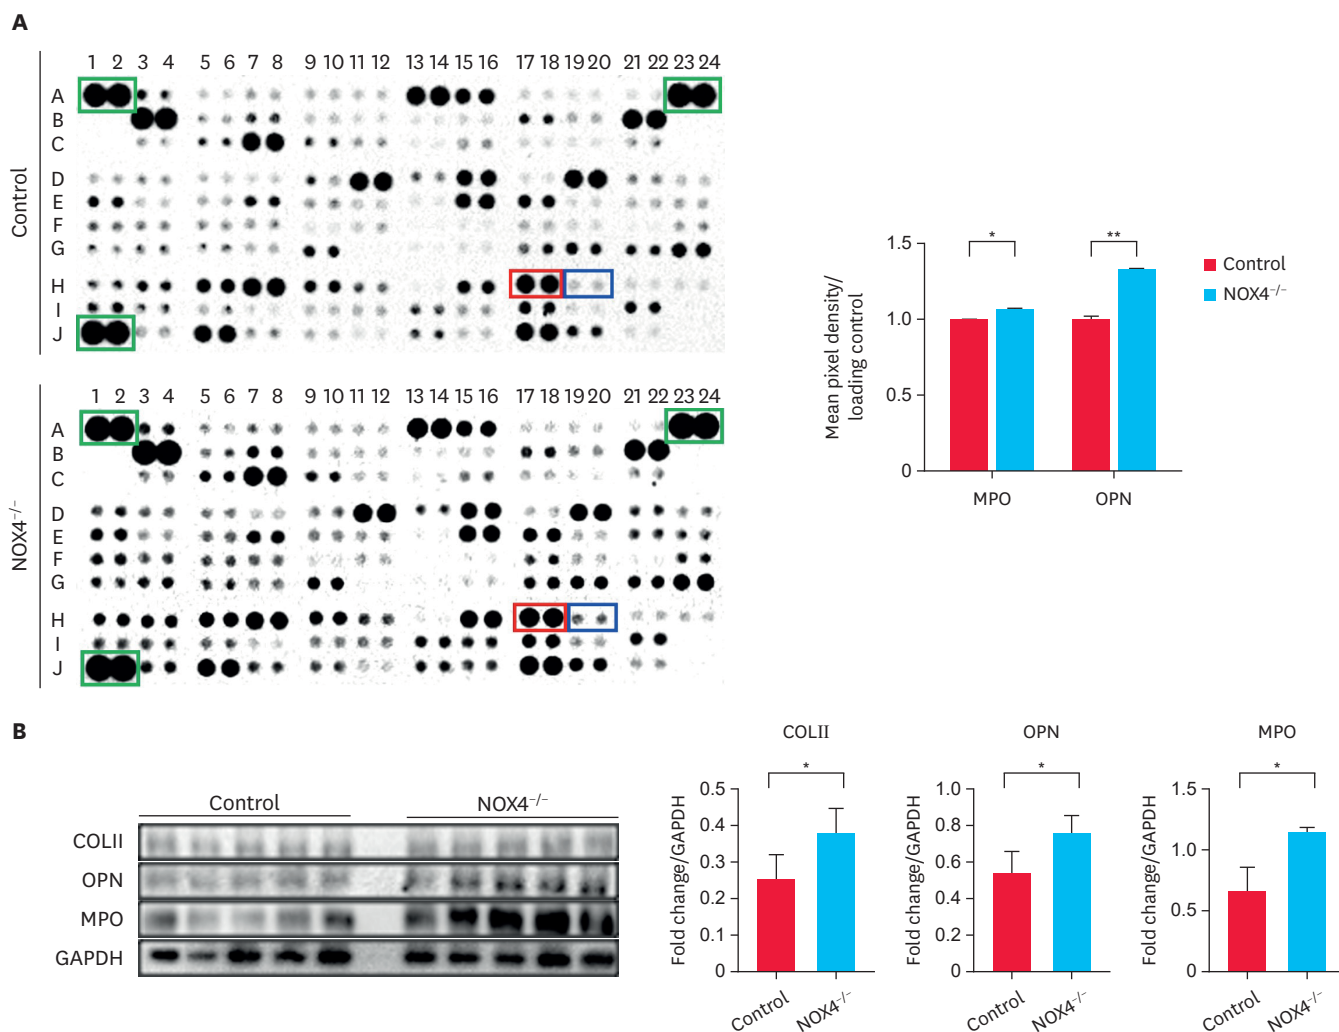 A
Control
1 2 3 4 5 6 7 8 9 10 11 12 13 14 15 16 17 18 19 20 21 22 23 24
A
B
C
D
E
F
G
H
I
J
NOX4⁻/⁻
1 2 3 4 5 6 7 8 9 10 11 12 13 14 15 16 17 18 19 20 21 22 23 24
A
B
C
D
E
F
G
H
I
J
Mean pixel density/
loading control
1.5
1.0
0.5
0
*
**
MPO
OPN
Control
NOX4⁻/⁻
B
Control
NOX4⁻/⁻
COLII
OPN
MPO
GAPDH
COLII
Fold change/GAPDH
0.5
0.4
0.3
0.2
0.1
0
*
Control
NOX4⁻/⁻
OPN
Fold change/GAPDH
1.0
0.8
0.6
0.4
0.2
0
*
Control
NOX4⁻/⁻
MPO
Fold change/GAPDH
1.5
1.0
0.5
0
*
Control
NOX4⁻/⁻